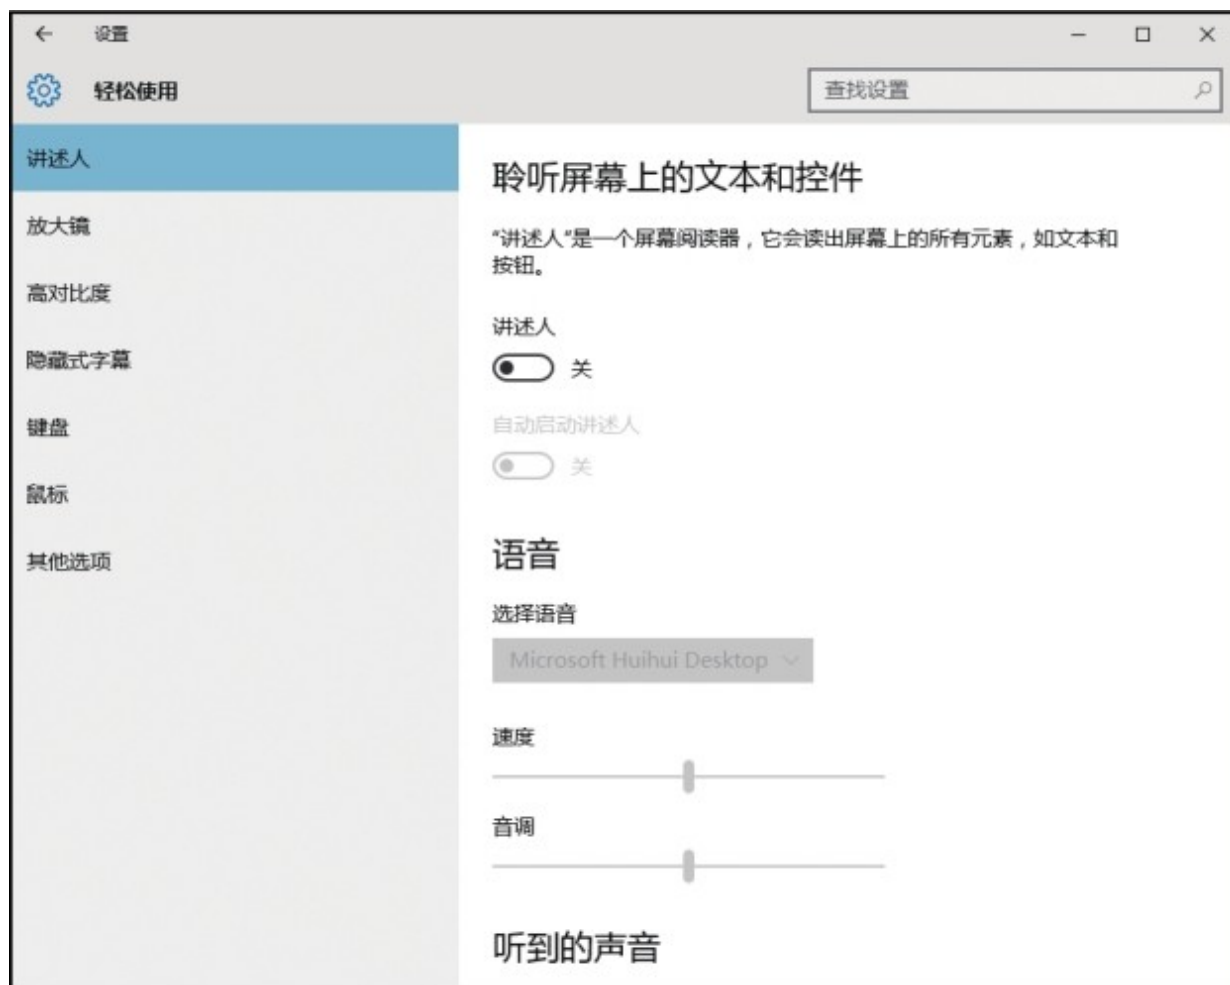 设置
轻松使用
查找设置
讲述人
放大镜
高对比度
隐藏式字幕
键盘
鼠标
其他选项
聆听屏幕上的文本和控件
“讲述人”是一个屏幕阅读器，它会读出屏幕上的所有元素，如文本和
按钮。
讲述人
关
自动启动讲述人
关
语音
选择语音
Microsoft Huihui Desktop
速度
音调
听到的声音